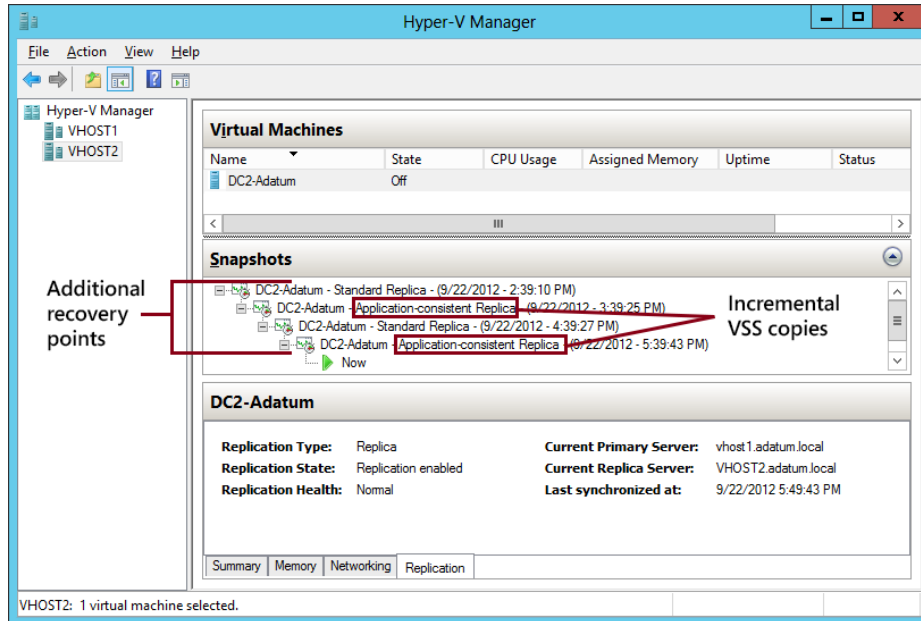 Hyper-V Manager
File Action View Help
Hyper-V Manager
VHOST1
VHOST2
Virtual Machines
Name State CPU Usage Assigned Memory Uptime Status
DC2-Adatum Off
Snapshots
DC2-Adatum - Standard Replica - (9/22/2012 - 2:39:10 PM)
DC2-Adatum - Application-consistent Replica - (9/22/2012 - 3:39:25 PM)
DC2-Adatum - Standard Replica - (9/22/2012 - 4:39:27 PM)
DC2-Adatum - Application-consistent Replica - (9/22/2012 - 5:39:43 PM)
Now
Additional
recovery
points
Incremental
VSS copies
DC2-Adatum
Replication Type: Replica Current Primary Server: vhost1.adatum.local
Replication State: Replication enabled Current Replica Server: VHOST2.adatum.local
Replication Health: Normal Last synchronized at: 9/22/2012 5:49:43 PM
Summary Memory Networking Replication
VHOST2: 1 virtual machine selected.